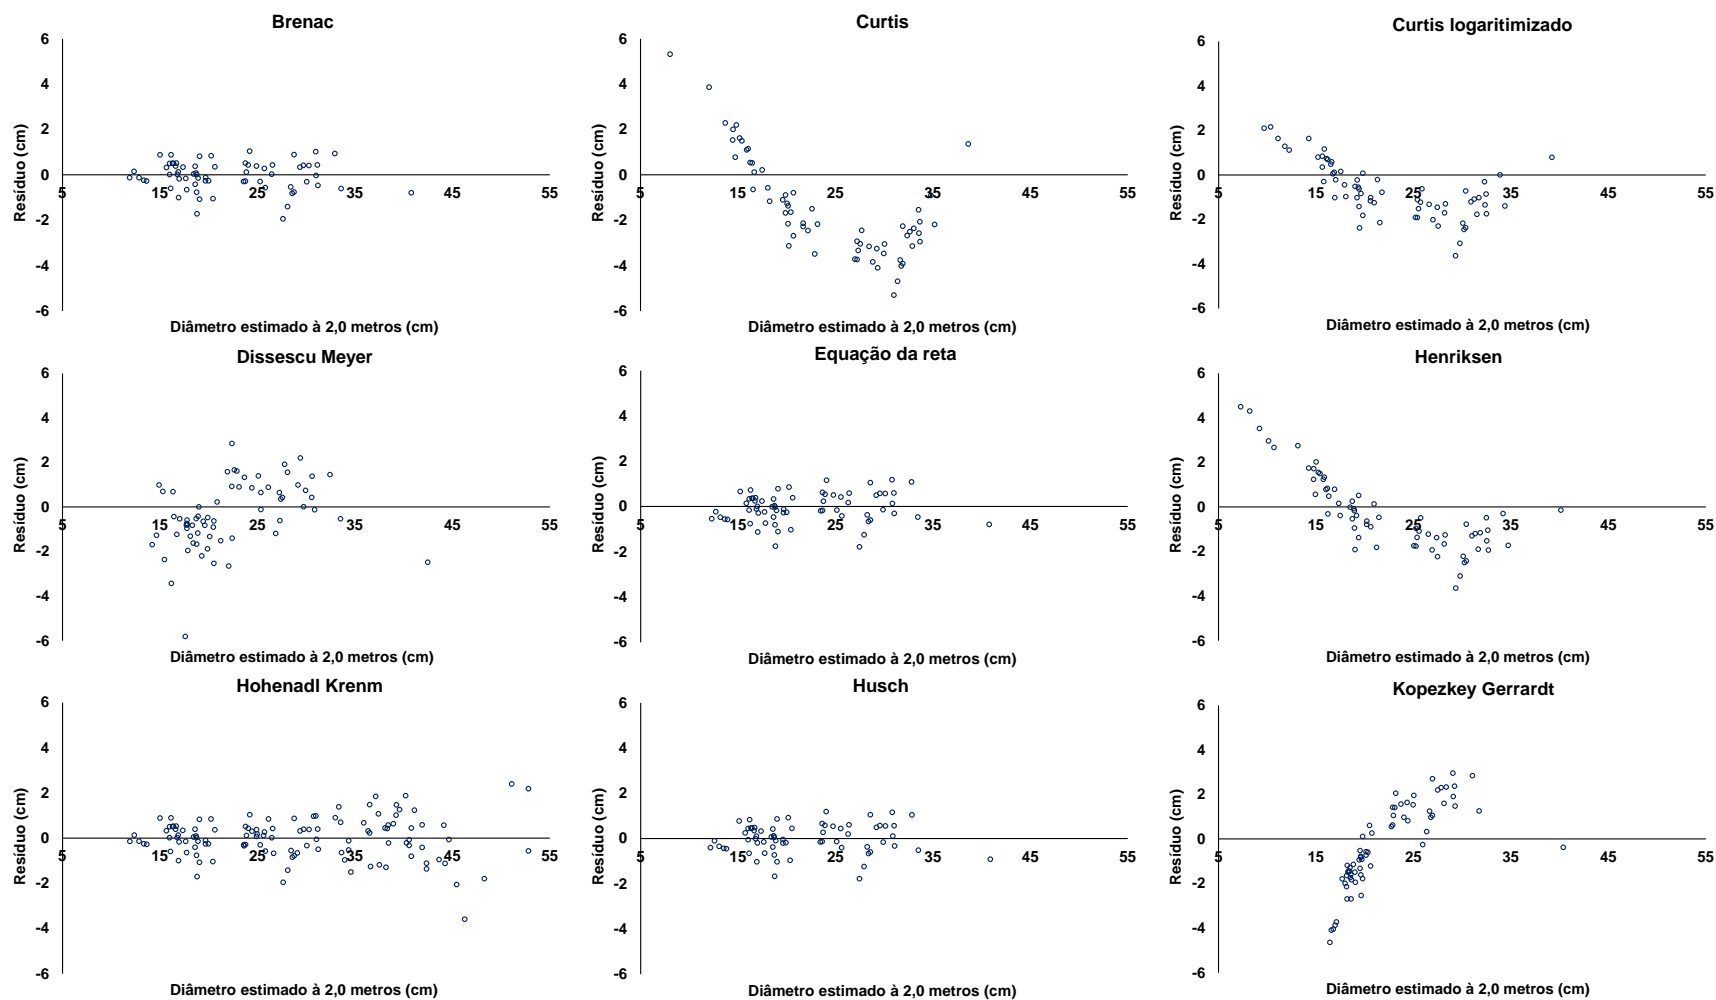 Brenac
6
4
2
0
-2
-4
-6
5 15 25 35 45 55
Resíduo (cm)
Diâmetro estimado à 2,0 metros (cm)
Curtis
6
4
2
0
-2
-4
-6
5 15 25 35 45 55
Resíduo (cm)
Diâmetro estimado à 2,0 metros (cm)
Curtis logaritimizado
6
4
2
0
-2
-4
-6
5 15 25 35 45 55
Resíduo (cm)
Diâmetro estimado à 2,0 metros (cm)
Dissescu Meyer
6
4
2
0
-2
-4
-6
5 15 25 35 45 55
Resíduo (cm)
Diâmetro estimado à 2,0 metros (cm)
Equação da reta
6
4
2
0
-2
-4
-6
5 15 25 35 45 55
Resíduo (cm)
Diâmetro estimado à 2,0 metros (cm)
Henriksen
6
4
2
0
-2
-4
-6
5 15 25 35 45 55
Resíduo (cm)
Diâmetro estimado à 2,0 metros (cm)
Hohenadl Krenm
6
4
2
0
-2
-4
-6
5 15 25 35 45 55
Resíduo (cm)
Diâmetro estimado à 2,0 metros (cm)
Husch
6
4
2
0
-2
-4
-6
5 15 25 35 45 55
Resíduo (cm)
Diâmetro estimado à 2,0 metros (cm)
Kopezkey Gerrardt
6
4
2
0
-2
-4
-6
5 15 25 35 45 55
Resíduo (cm)
Diâmetro estimado à 2,0 metros (cm)